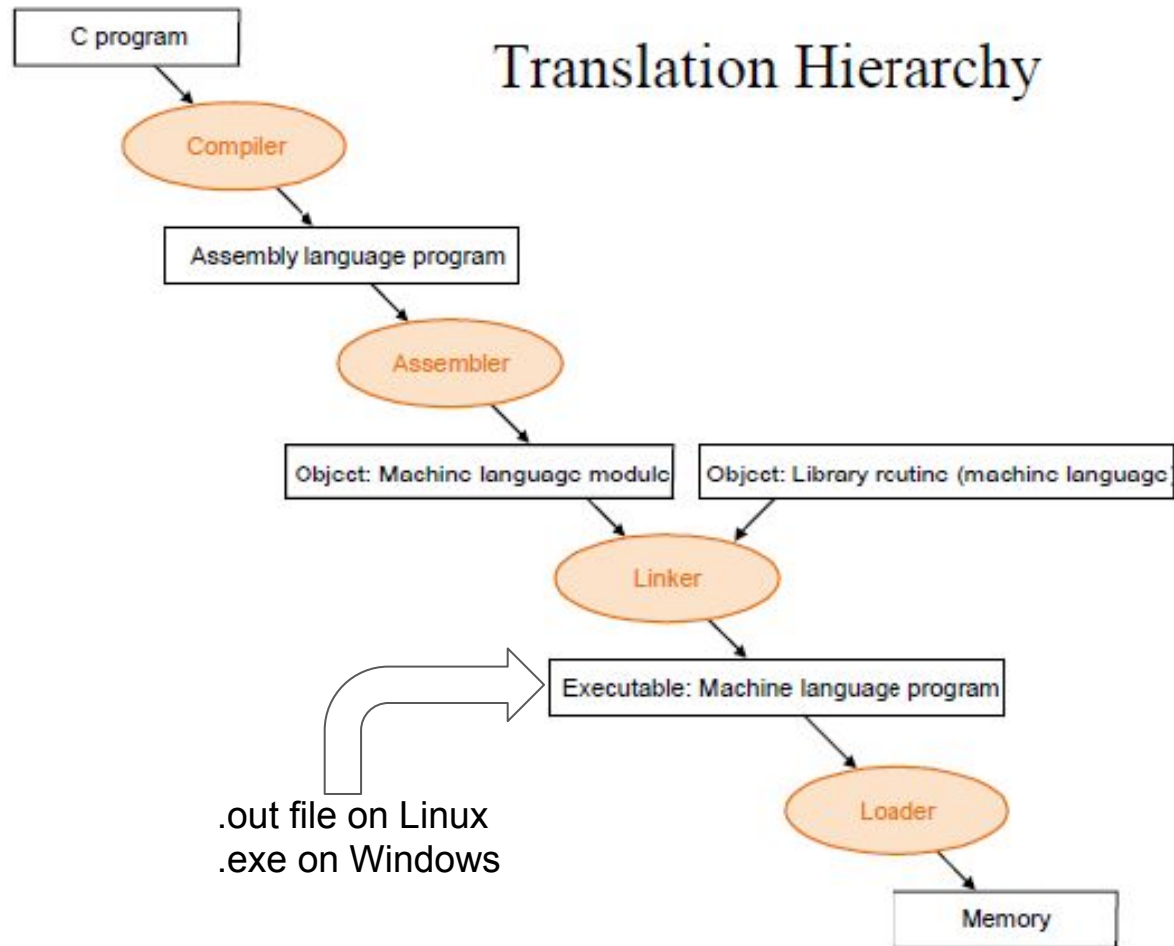 C program
Translation Hierarchy
Compiler
Assembly language program
Assembler
Object: Machine language module
Object: Library routine (machine language)
Linker
Executable: Machine language program
.out file on Linux
.exe on Windows
Loader
Memory